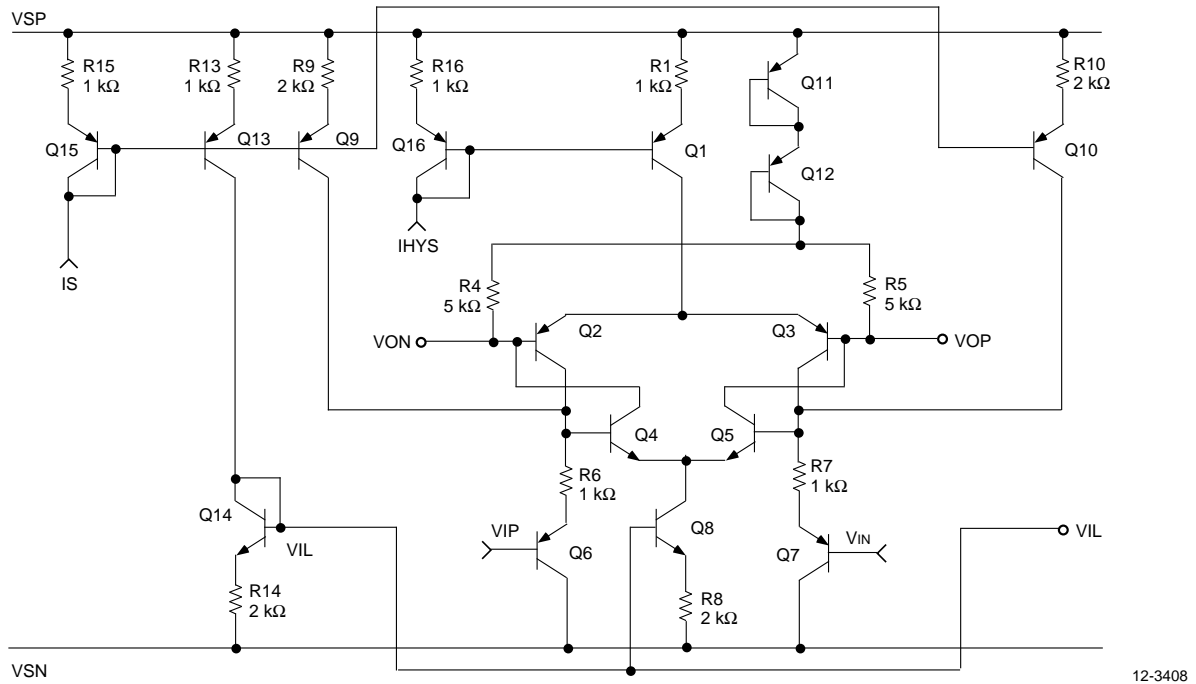 VSP
R15
1 kΩ
R13
1 kΩ
R9
2 kΩ
R16
1 kΩ
R1
1 kΩ
Q11
R10
2 kΩ
Q15
Q13
Q9
Q16
Q1
Q12
Q10
IS
IHYS
R4
5 kΩ
R5
5 kΩ
VON
Q2
Q3
VOP
Q4
Q5
R6
1 kΩ
R7
1 kΩ
Q14
VIL
VIP
Q6
Q8
Q7
VIN
VIL
R14
2 kΩ
R8
2 kΩ
VSN
12-3408